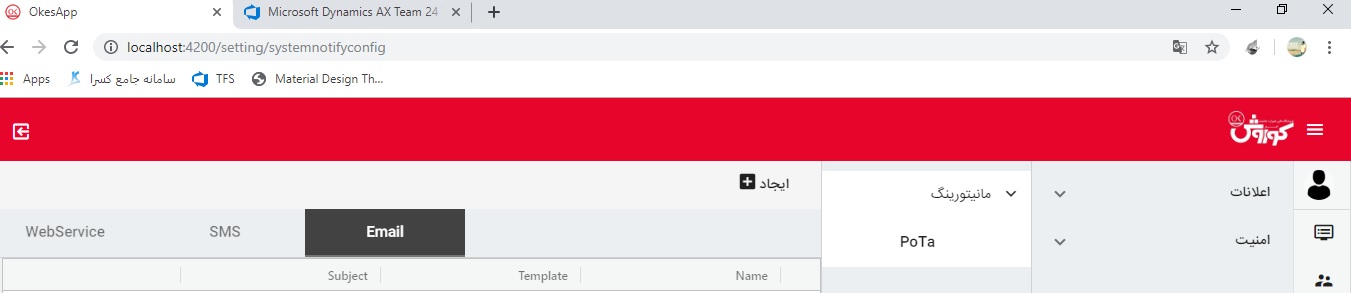 OkesApp
Microsoft Dynamics AX Team 24
localhost:4200/setting/systemnotifyconfig
Apps
سامانه جامع کسرا
TFS
Material Design Th...
کوروش
ایجاد
مانیتورینگ
اعلانات
WebService
SMS
Email
PoTa
امنیت
Subject
Template
Name